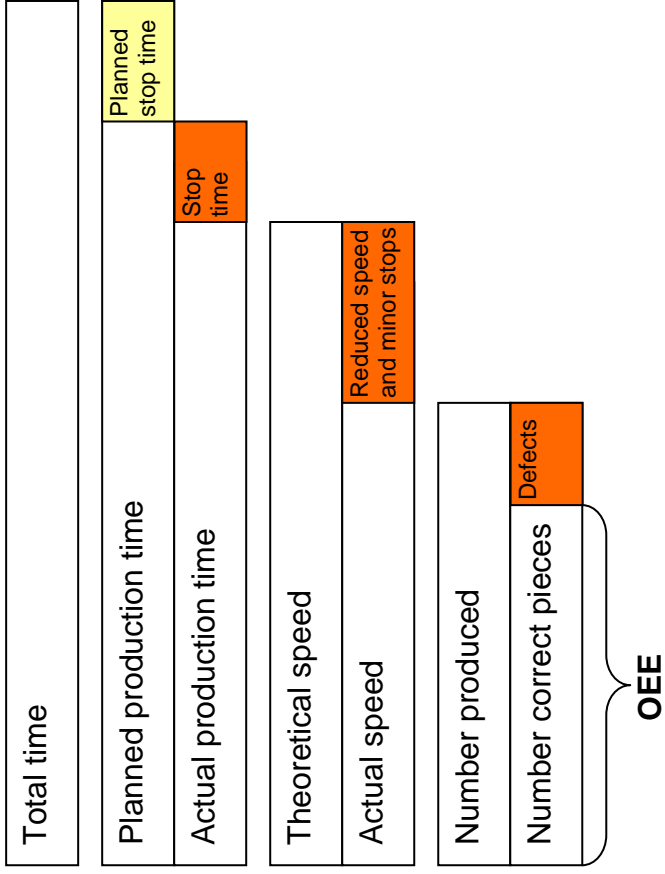 Total time
Planned production time
Planned
stop time
Actual production time
Stop
time
Theoretical speed
Actual speed
Reduced speed
and minor stops
Number produced
Number correct pieces
Defects
OEE